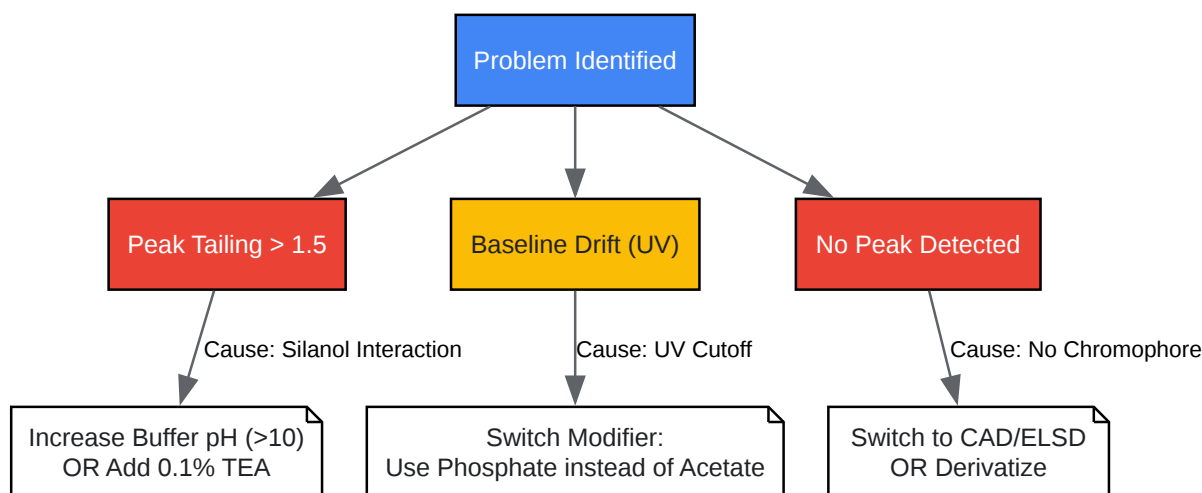 Problem Identified
Peak Tailing > 1.5
Baseline Drift (UV)
No Peak Detected
Cause: Silanol Interaction
Cause: UV Cutoff
Cause: No Chromophore
Increase Buffer pH (>10)
OR Add 0.1% TEA
Switch Modifier:
Use Phosphate instead of Acetate
Switch to CAD/ELSD
OR Derivatize